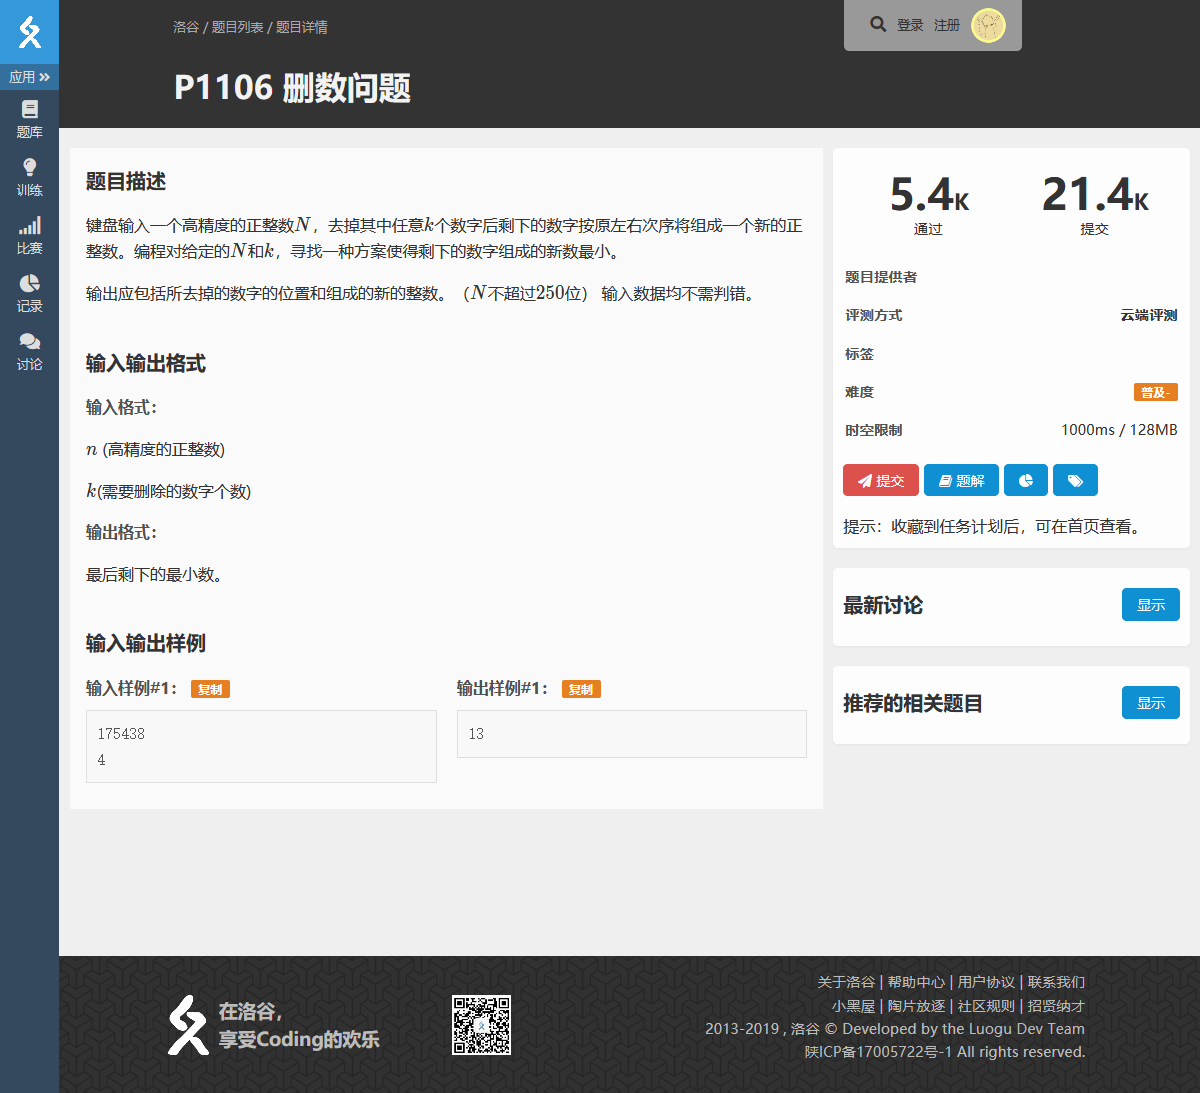 应用
题库
训练
比赛
记录
讨论
洛谷 / 题目列表 / 题目详情
登录 注册
P1106 删数问题
题目描述
键盘输入一个高精度的正整数N，去掉其中任意k个数字后剩下的数字按原左右次序将组成一个新的正
整数。编程对给定的N和k，寻找一种方案使得剩下的数字组成的新数最小。
输出应包括所去掉的数字的位置和组成的新的整数。（N不超过250位） 输入数据均不需判错。
输入输出格式
输入格式：
n (高精度的正整数)
k(需要删除的数字个数)
输出格式：
最后剩下的最小数。
输入输出样例
输入样例#1： 复制
175438
4
输出样例#1： 复制
13
5.4K
通过
21.4K
提交
题目提供者
评测方式 云端评测
标签
难度 普及-
时空限制 1000ms / 128MB
提交 题解
提示：收藏到任务计划后，可在首页查看。
最新讨论 显示
推荐的相关题目 显示
在洛谷，
享受Coding的欢乐
关于洛谷 | 帮助中心 | 用户协议 | 联系我们
小黑屋 | 陶片放逐 | 社区规则 | 招贤纳才
2013-2019 , 洛谷 © Developed by the Luogu Dev Team
陕ICP备17005722号-1 All rights reserved.